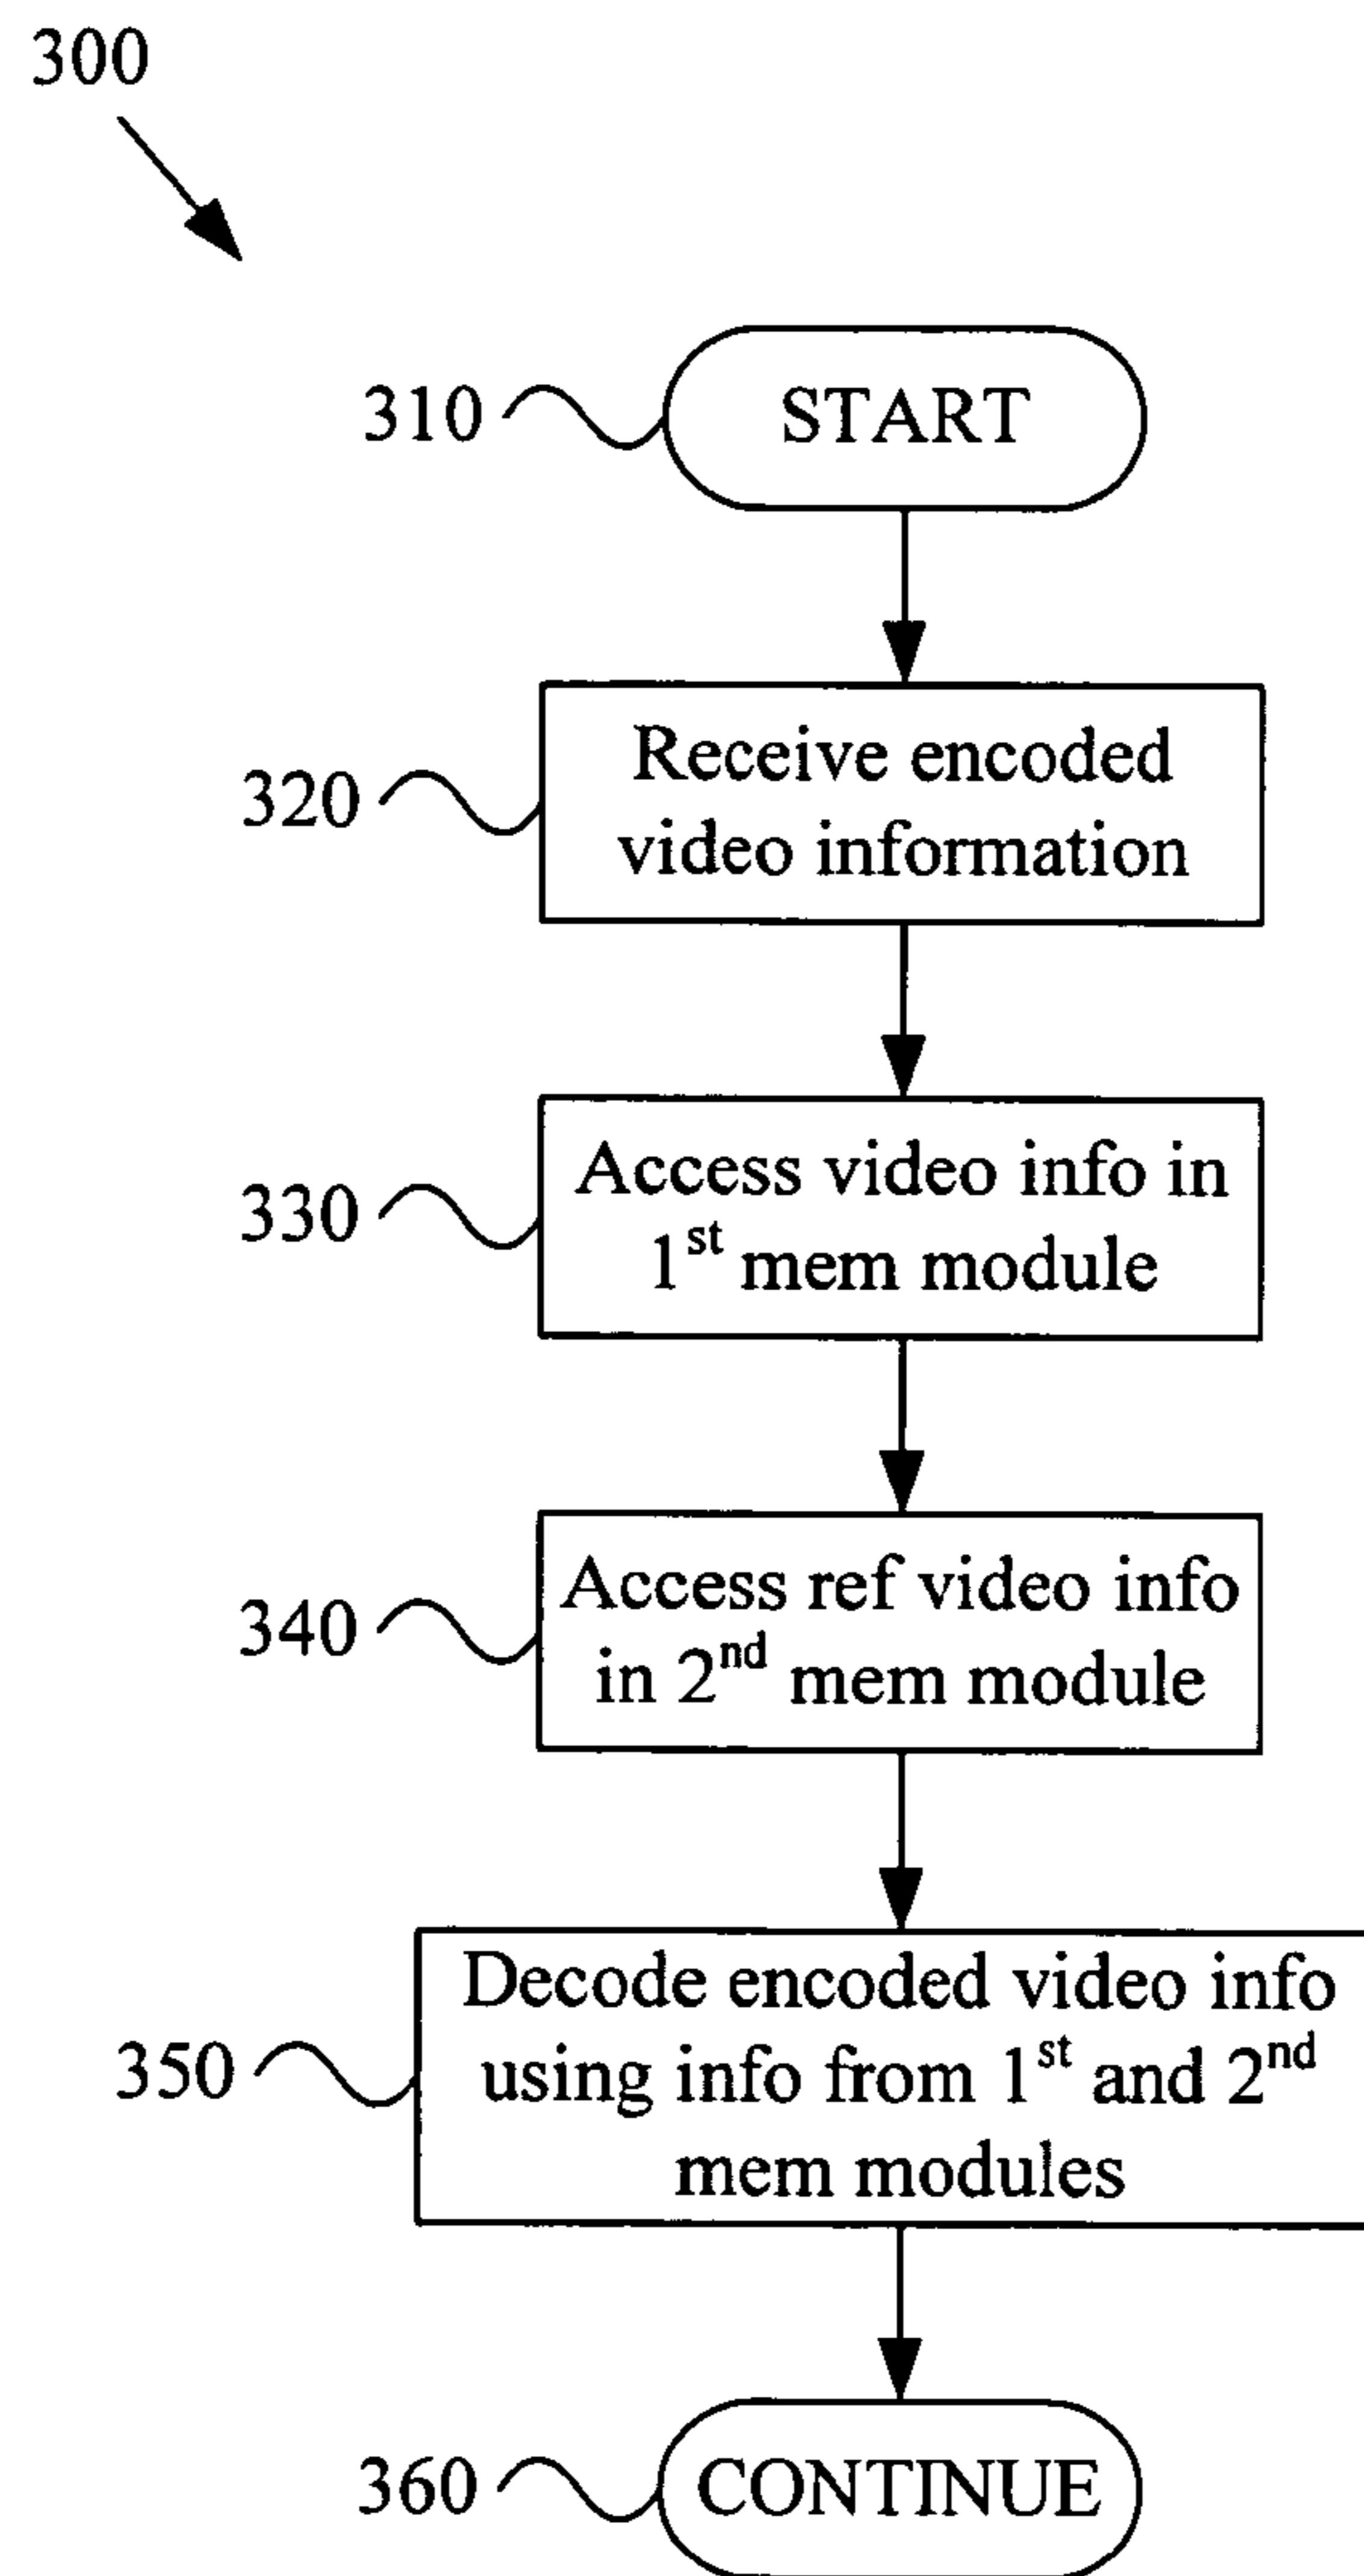 300
310
START
320
Receive encoded
video information
330
Access video info in
1st mem module
340
Access ref video info
in 2nd mem module
350
Decode encoded video info
using info from 1st and 2nd
mem modules
360
CONTINUE